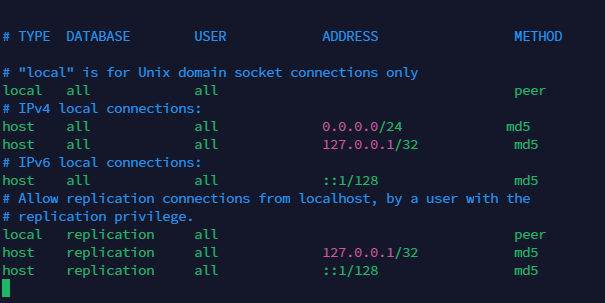 # TYPE  DATABASE        USER            ADDRESS                 METHOD
# "local" is for Unix domain socket connections only
local   all             all                                     peer
# IPv4 local connections:
host    all             all             0.0.0.0/24             md5
host    all             all             127.0.0.1/32            md5
# IPv6 local connections:
host    all             all             ::1/128                 md5
# Allow replication connections from localhost, by a user with the
# replication privilege.
local   replication     all                                     peer
host    replication     all             127.0.0.1/32            md5
host    replication     all             ::1/128                 md5